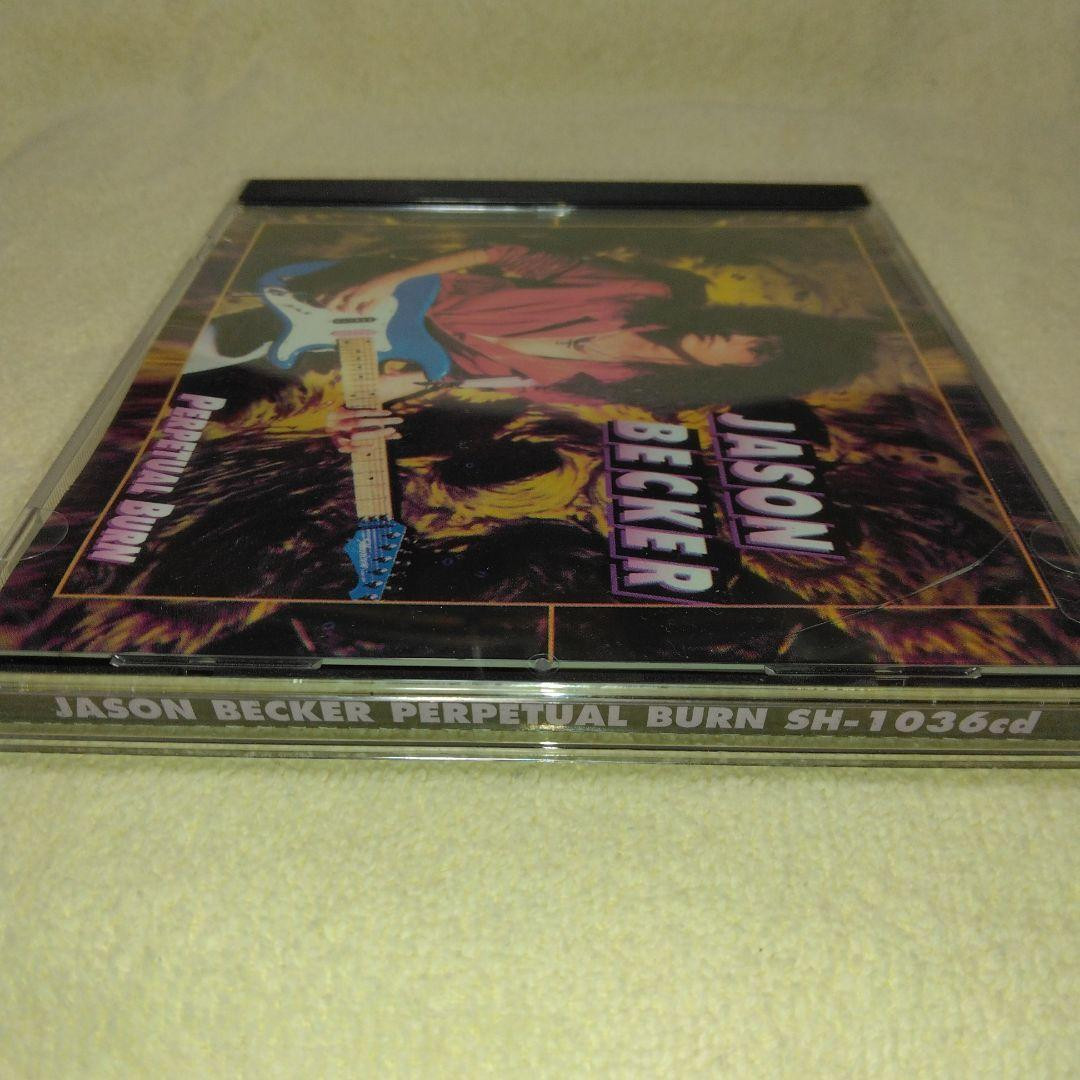 JASON
BECKER
PERPETUAL BURN
JASON BECKER PERPETUAL BURN SH-1036cd